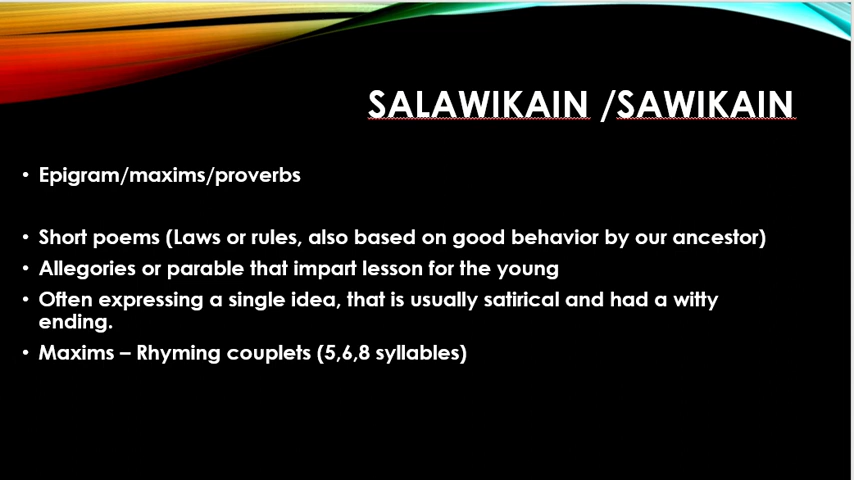 SALAWIKAIN /SAWIKAIN
• Epigram/maxims/proverbs
• Short poems (Laws or rules, also based on good behavior by our ancestor)
• Allegories or parable that impart lesson for the young
• Often expressing a single idea, that is usually satirical and had a witty
ending.
• Maxims – Rhyming couplets (5,6,8 syllables)